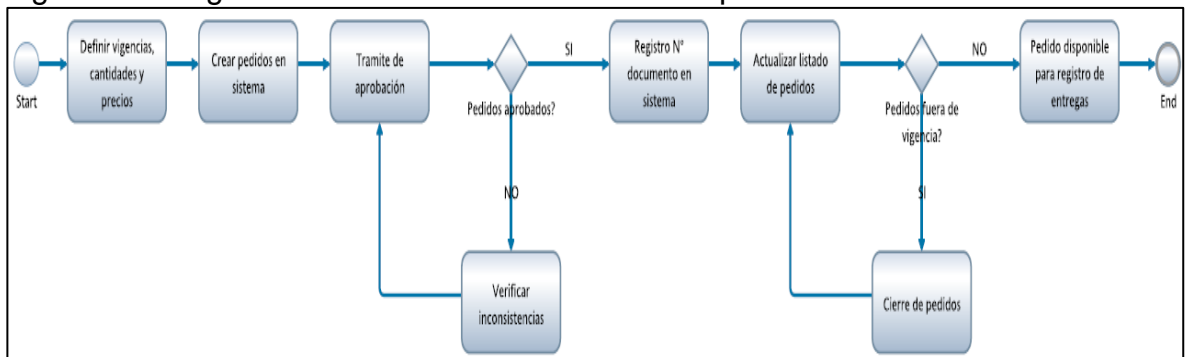 Start
Definir vigencias,
cantidades y
precios
Crear pedidos en
sistema
Tramite de
aprobación
Pedidos aprobados?
SI
NO
Verificar
inconsistencias
Registro N°
documento en
sistema
Actualizar listado
de pedidos
Pedidos fuera de
vigencia?
NO
SI
Cierre de pedidos
Pedido disponible
para registro de
entregas
End